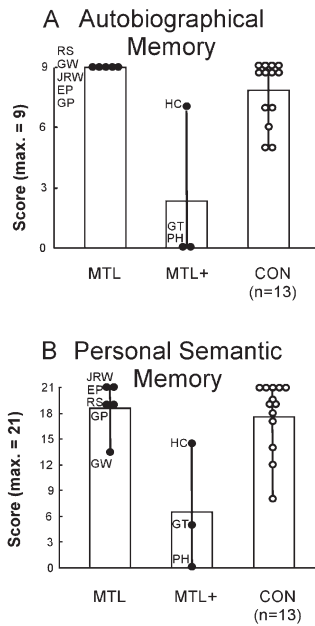 A Autobiographical
Memory
Score (max. = 9)
9
6
3
0
RS
GW
JRW
EP
GP
HC
GT
PH
MTL
MTL+
CON
(n=13)
B Personal Semantic
Memory
Score (max. = 21)
21
18
15
12
9
6
3
0
JRW
EP
RS
GP
GW
HC
GT
PH
MTL
MTL+
CON
(n=13)